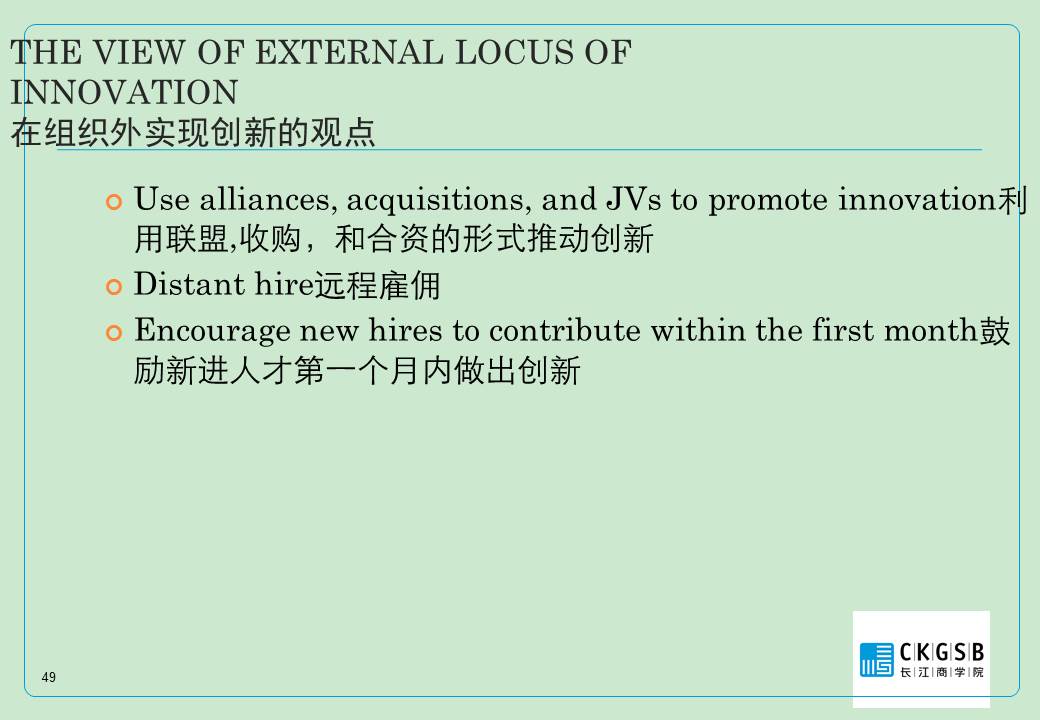 THE VIEW OF EXTERNAL LOCUS OF
INNOVATION
在组织外实现创新的观点
Use alliances, acquisitions, and JVs to promote innovation利
用联盟,收购，和合资的形式推动创新
Distant hire远程雇佣
Encourage new hires to contribute within the first month鼓
励新进人才第一个月内做出创新
CKGSB
长江商学院
49